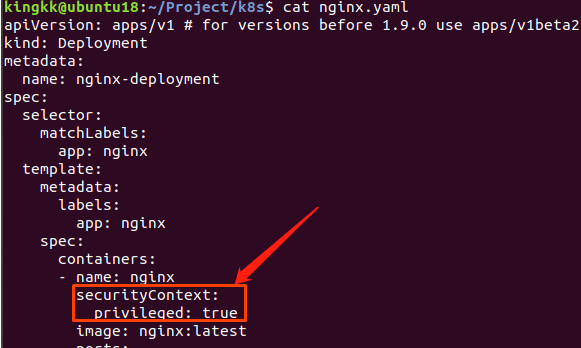 kingkk@ubuntu18:~/Project/k8s$ cat nginx.yaml
apiVersion: apps/v1 # for versions before 1.9.0 use apps/v1beta2
kind: Deployment
metadata:
  name: nginx-deployment
spec:
  selector:
    matchLabels:
      app: nginx
  template:
    metadata:
      labels:
        app: nginx
    spec:
      containers:
      - name: nginx
        securityContext:
          privileged: true
        image: nginx:latest
        ports: